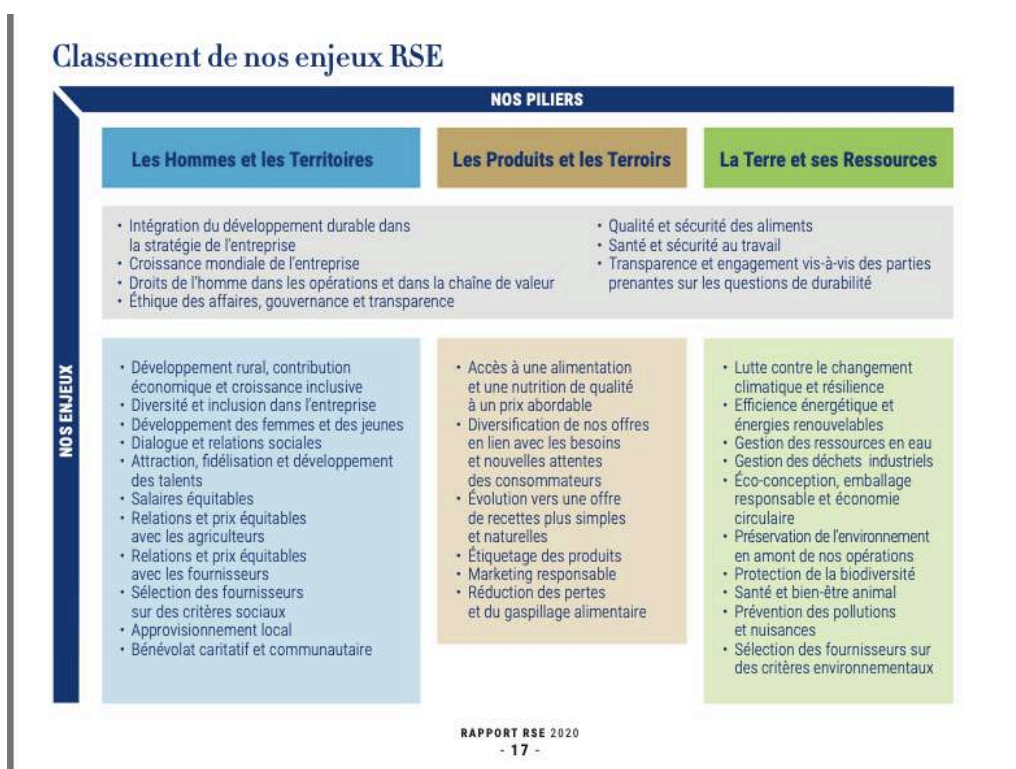 Classement de nos enjeux RSE
NOS PILIERS
Les Hommes et les Territoires
Les Produits et les Terroirs
La Terre et ses Ressources
NOS ENJEUX
• Intégration du développement durable dans
la stratégie de l'entreprise
• Croissance mondiale de l'entreprise
• Droits de l'homme dans les opérations et dans la chaîne de valeur
• Éthique des affaires, gouvernance et transparence
• Qualité et sécurité des aliments
• Santé et sécurité au travail
• Transparence et engagement vis-à-vis des parties
prenantes sur les questions de durabilité
• Développement rural, contribution
économique et croissance inclusive
• Diversité et inclusion dans l'entreprise
• Développement des femmes et des jeunes
• Dialogue et relations sociales
• Attraction, fidélisation et développement
des talents
• Salaires équitables
• Relations et prix équitables
avec les agriculteurs
• Relations et prix équitables
avec les fournisseurs
• Sélection des fournisseurs
sur des critères sociaux
• Approvisionnement local
• Bénévolat caritatif et communautaire
• Accès à une alimentation
et une nutrition de qualité
à un prix abordable
• Diversification de nos offres
en lien avec les besoins
et nouvelles attentes
des consommateurs
• Évolution vers une offre
de recettes plus simples
et naturelles
• Étiquetage des produits
• Marketing responsable
• Réduction des pertes
et du gaspillage alimentaire
• Lutte contre le changement
climatique et résilience
• Efficience énergétique et
énergies renouvelables
• Gestion des ressources en eau
• Gestion des déchets industriels
• Éco-conception, emballage
responsable et économie
circulaire
• Préservation de l'environnement
en amont de nos opérations
• Protection de la biodiversité
• Santé et bien-être animal
• Prévention des pollutions
et nuisances
• Sélection des fournisseurs sur
des critères environnementaux
RAPPORT RSE 2020
- 17 -